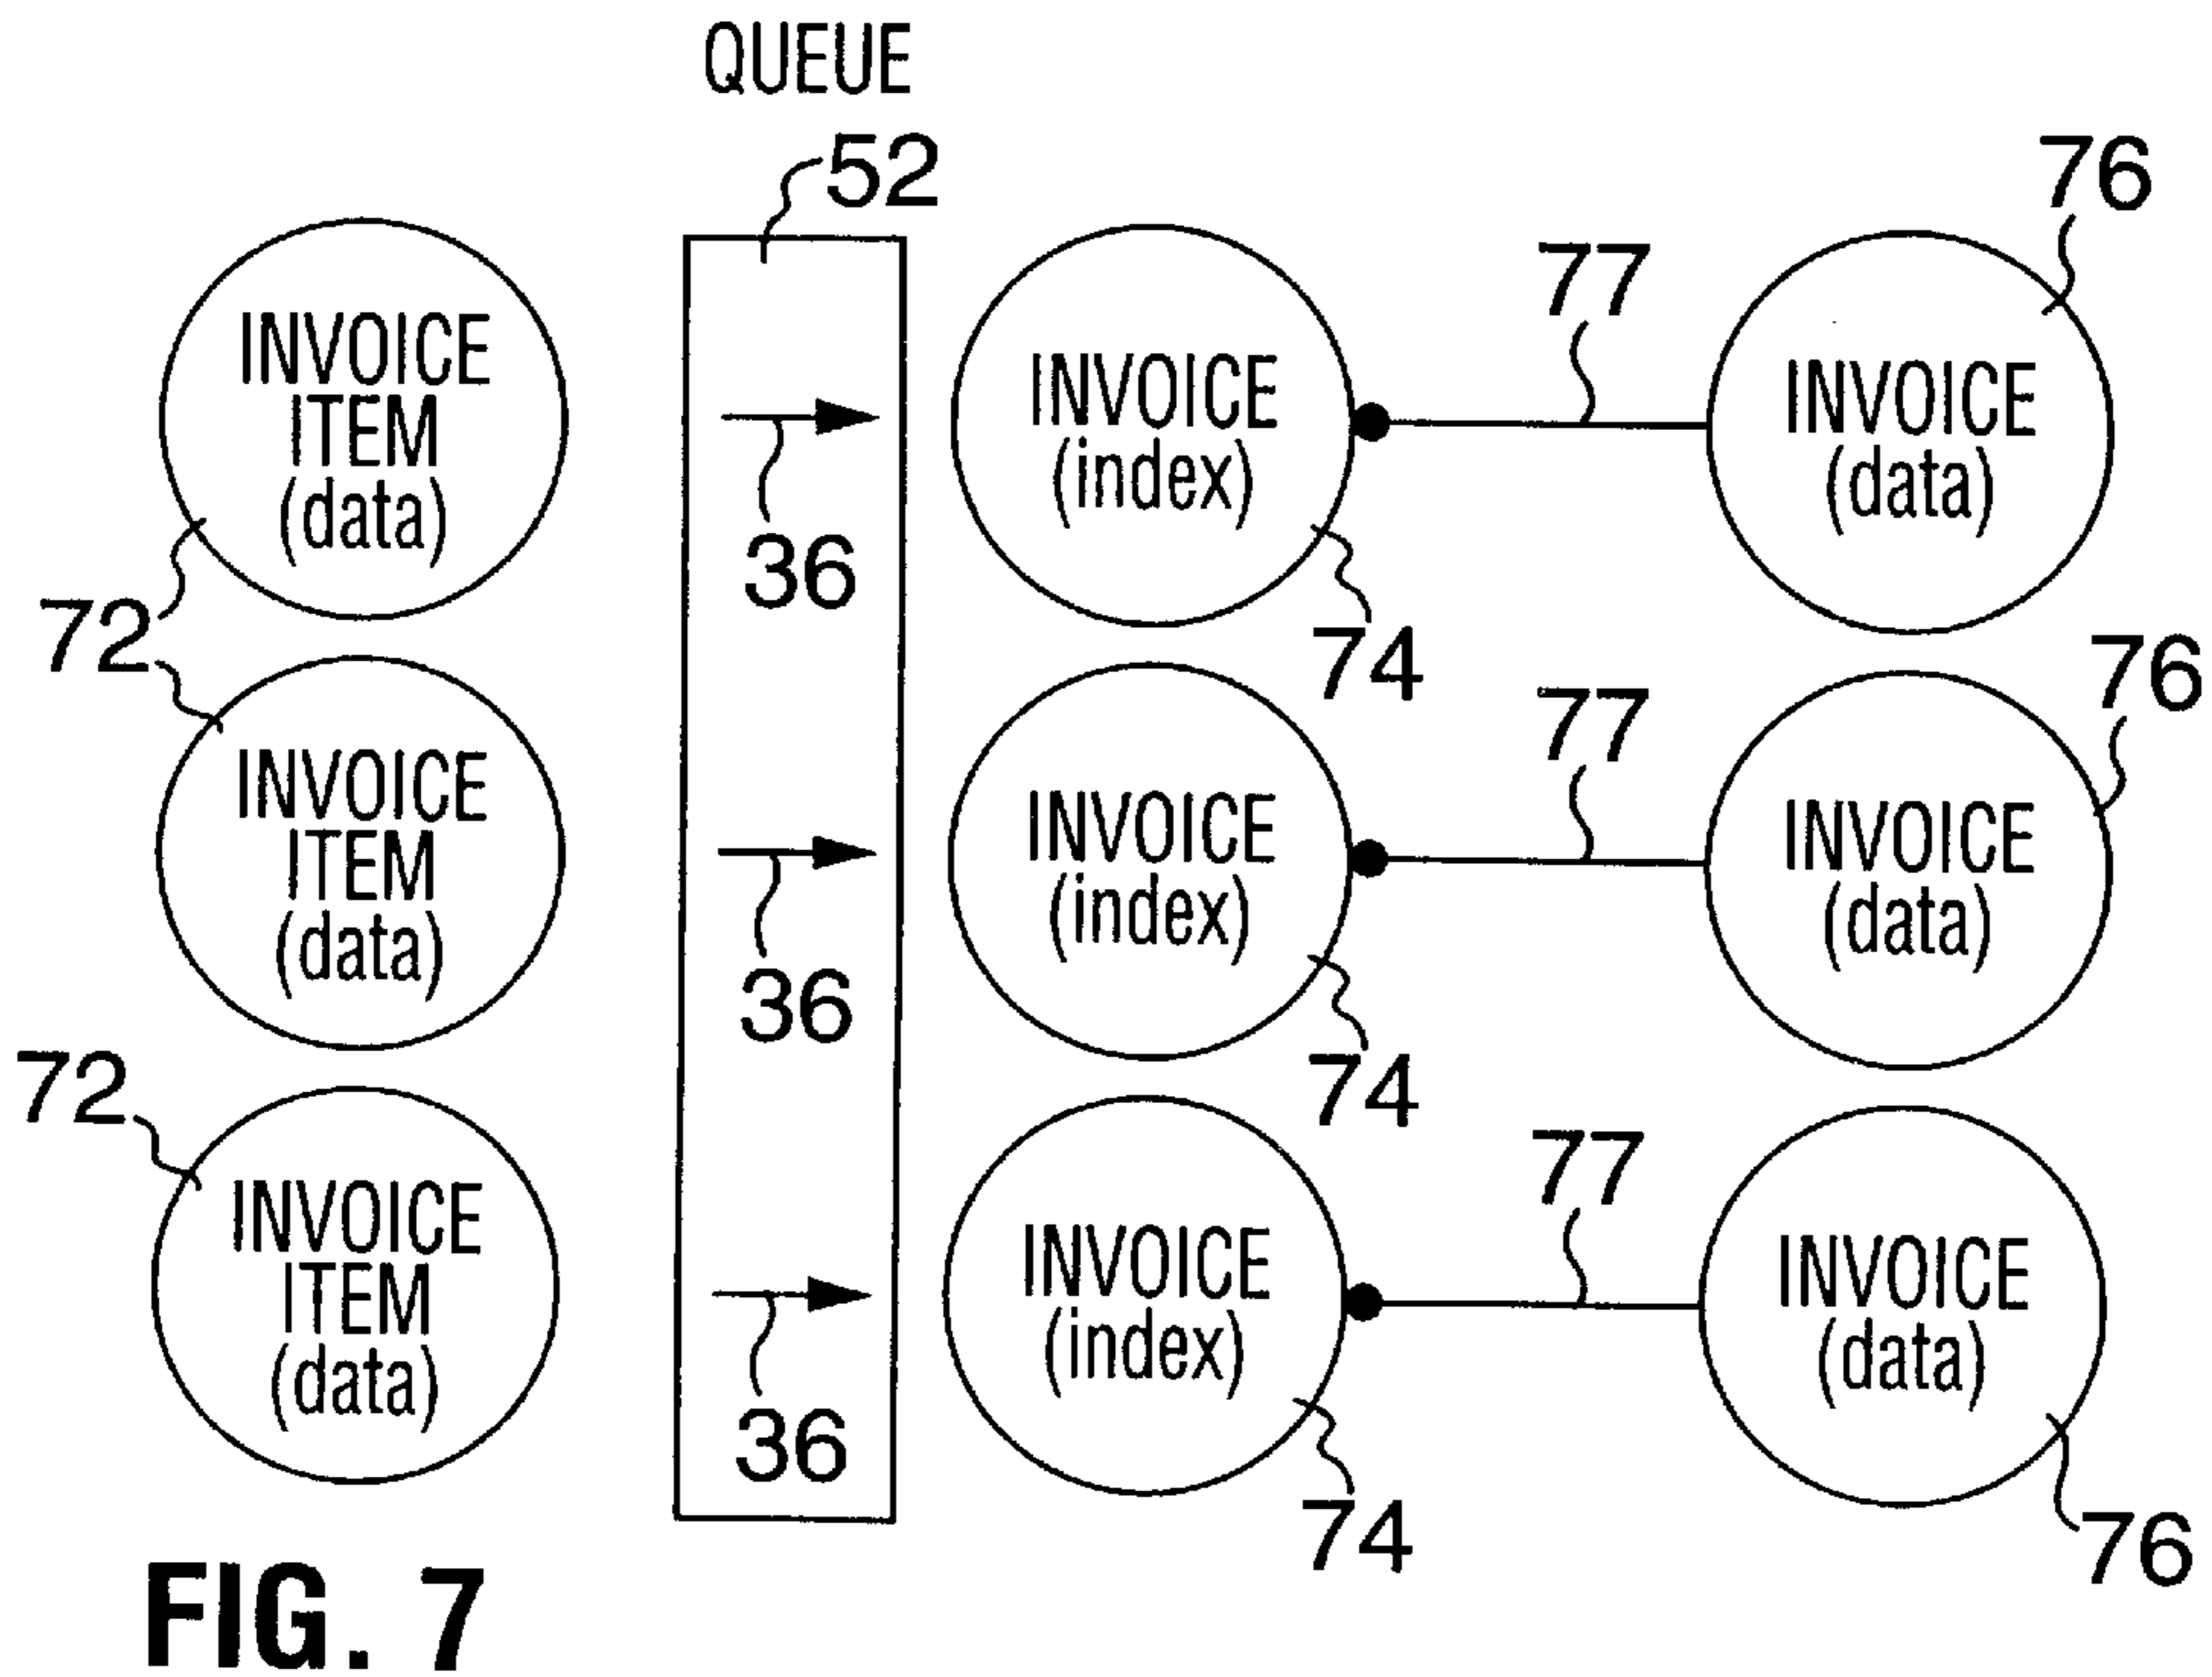 QUEUE
52
76
77
INVOICE
ITEM
(data)
INVOICE
(index)
INVOICE
(data)
36
72
74
76
77
INVOICE
ITEM
(data)
INVOICE
(index)
INVOICE
(data)
36
72
74
77
INVOICE
ITEM
(data)
INVOICE
(index)
INVOICE
(data)
36
74
76
FIG. 7